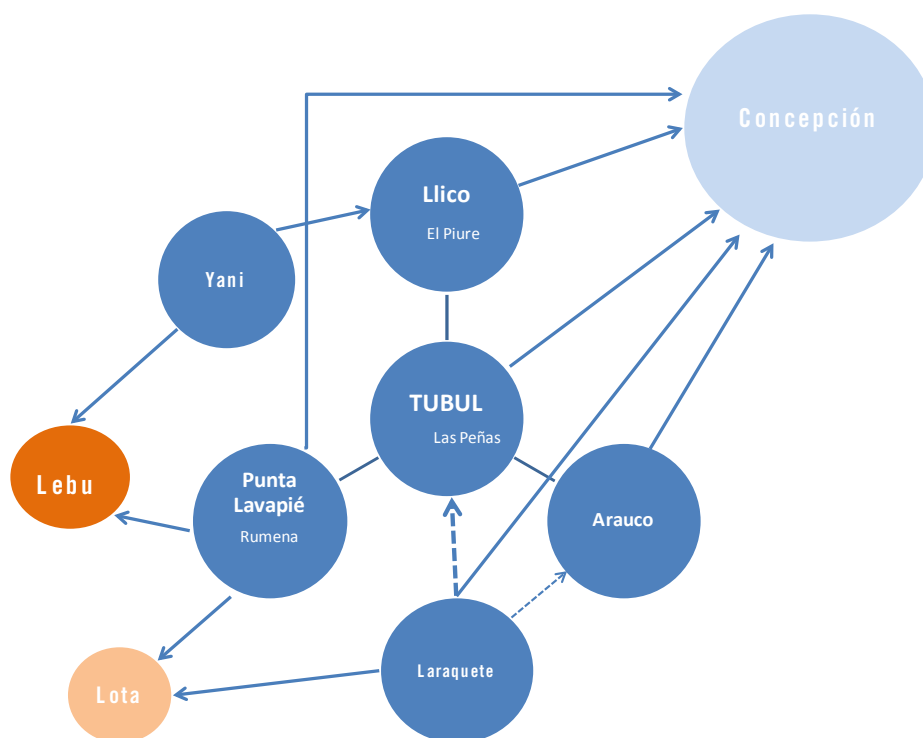 Concepción
Llico
El Piure
Yani
TUBUL
Las Peñas
Lebu
Punta
Lavapié
Rumena
Arauco
Laraquete
Lota